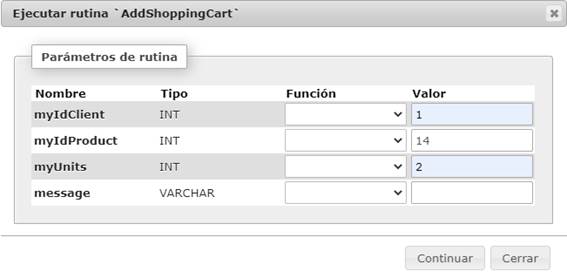 Ejecutar rutina `AddShoppingCart`
Parámetros de rutina
Nombre Tipo Función Valor
myIdClient INT 1
myIdProduct INT 14
myUnits INT 2
message VARCHAR
Continuar Cerrar